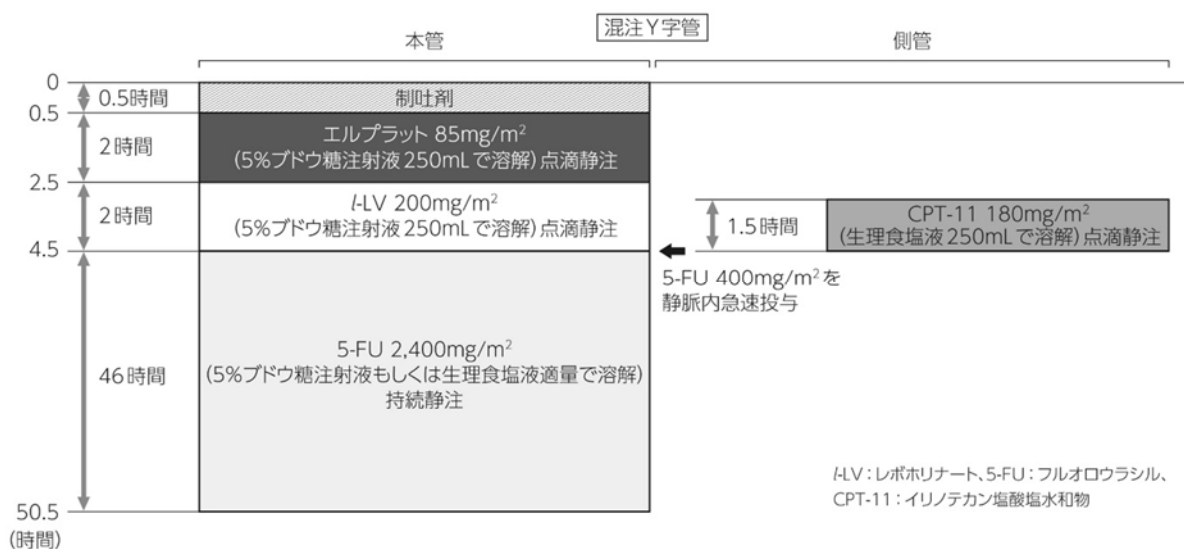 混注Y字管
本管
側管
0
0.5時間
制吐剤
0.5
2時間
エルプラット 85mg/m²
(5%ブドウ糖注射液250mLで溶解)点滴静注
2.5
2時間
l-LV 200mg/m²
(5%ブドウ糖注射液250mLで溶解)点滴静注
1.5時間
CPT-11 180mg/m²
(生理食塩液250mLで溶解)点滴静注
4.5
5-FU 400mg/m²を
静脈内急速投与
46時間
5-FU 2,400mg/m²
(5%ブドウ糖注射液もしくは生理食塩液適量で溶解)
持続静注
50.5
(時間)
l-LV:レボホリナート、5-FU:フルオロウラシル、
CPT-11:イリノテカン塩酸塩水和物